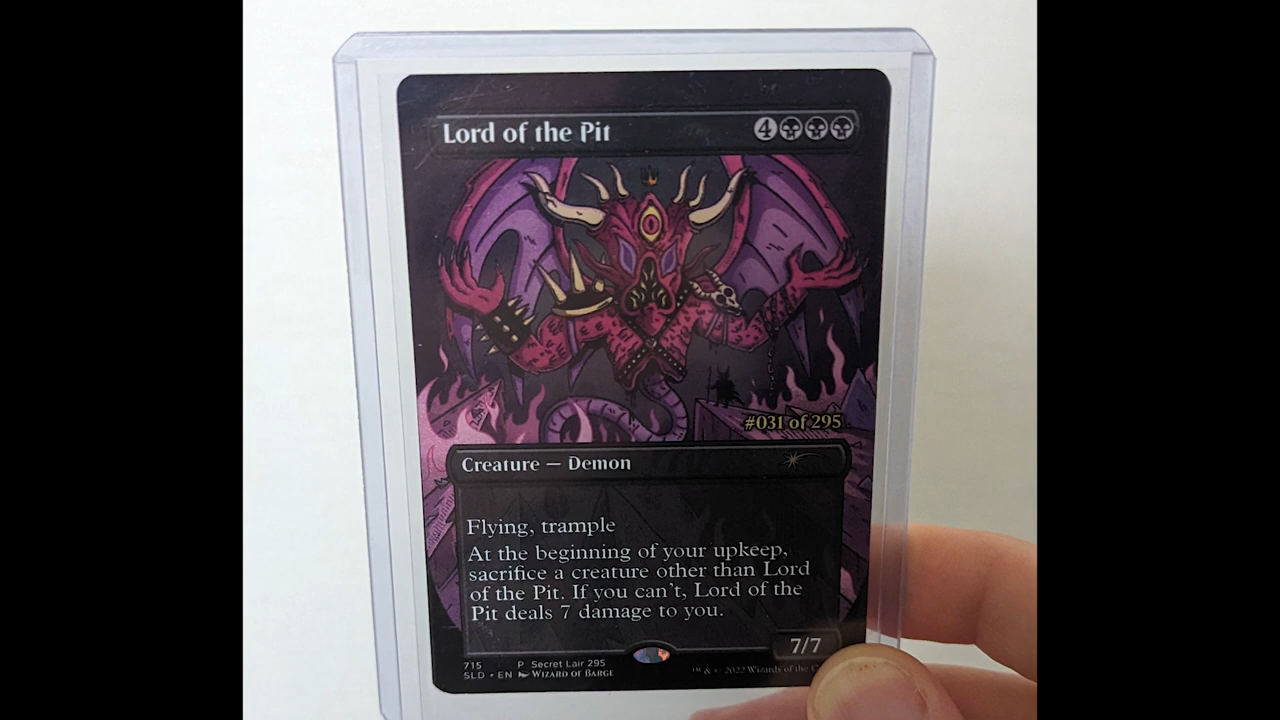 Lord of the Pit 4
#031 of 295
Creature — Demon
Flying, trample
At the beginning of your upkeep,
sacrifice a creature other than Lord
of the Pit. If you can't, Lord of the
Pit deals 7 damage to you.
7/7
715 P Secret Lair 295
SLD • EN Wizard of Barge
™ & © 2022 Wizards of the